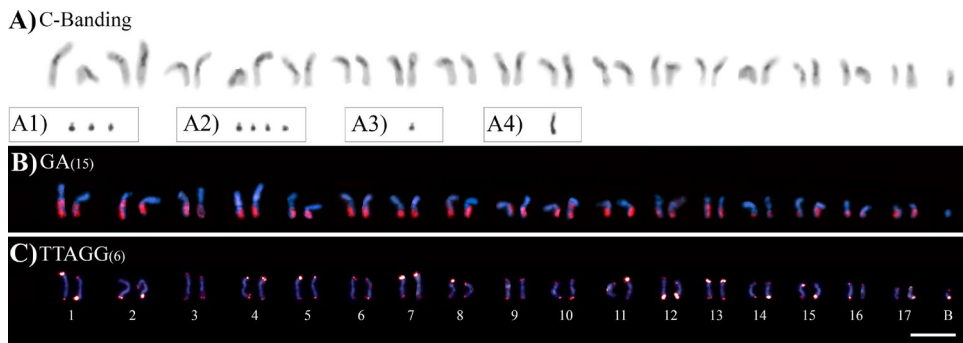 A) C-Banding
A1) A2) A3) A4)
B) GA(15)
C) TTAGG(6)
1 2 3 4 5 6 7 8 9 10 11 12 13 14 15 16 17 B